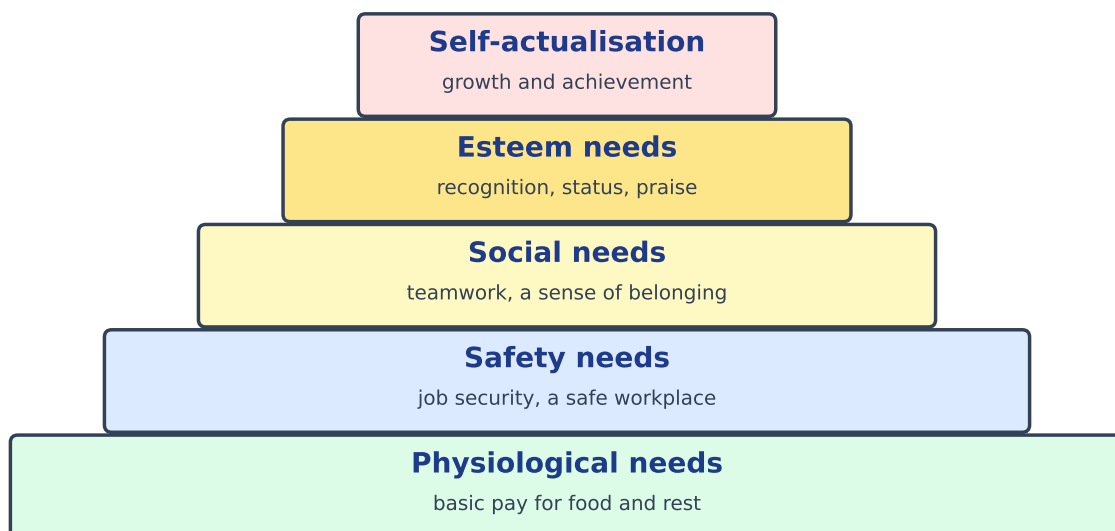 Self-actualisation
growth and achievement
Esteem needs
recognition, status, praise
Social needs
teamwork, a sense of belonging
Safety needs
job security, a safe workplace
Physiological needs
basic pay for food and rest